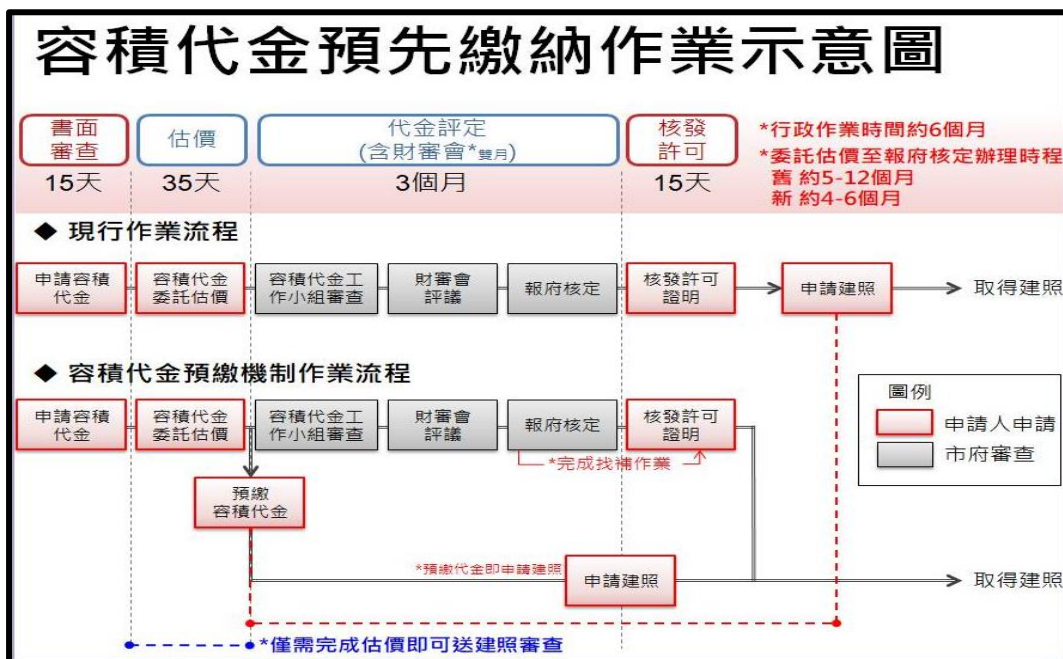 容積代金預先繳納作業示意圖
書面
審查
估價
代金評定
(含財審會*雙月)
核發
許可
15天
35天
3個月
15天
*行政作業時間約6個月
*委託估價至報府核定辦理時程
舊 約5-12個月
新 約4-6個月
◆ 現行作業流程
申請容積
代金
容積代金
委託估價
容積代金工
作小組審查
財審會
評議
報府核定
核發許可
證明
申請建照
取得建照
◆ 容積代金預繳機制作業流程
申請容積
代金
容積代金
委託估價
容積代金工
作小組審查
財審會
評議
報府核定
核發許可
證明
*完成找補作業
圖例
申請人申請
市府審查
預繳
容積代金
*預繳代金即申請建照
申請建照
取得建照
*僅需完成估價即可送建照審查